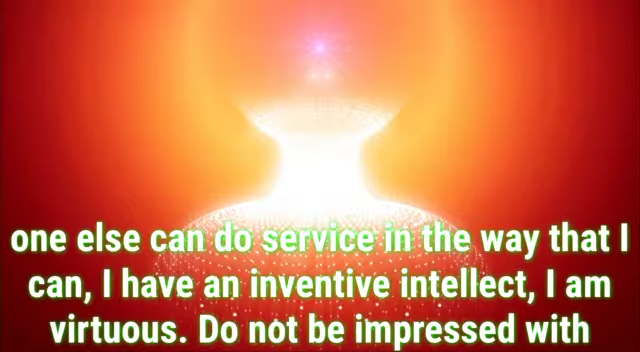 one else can do service in the way that I
can, I have an inventive intellect, I am
virtuous. Do not be impressed with